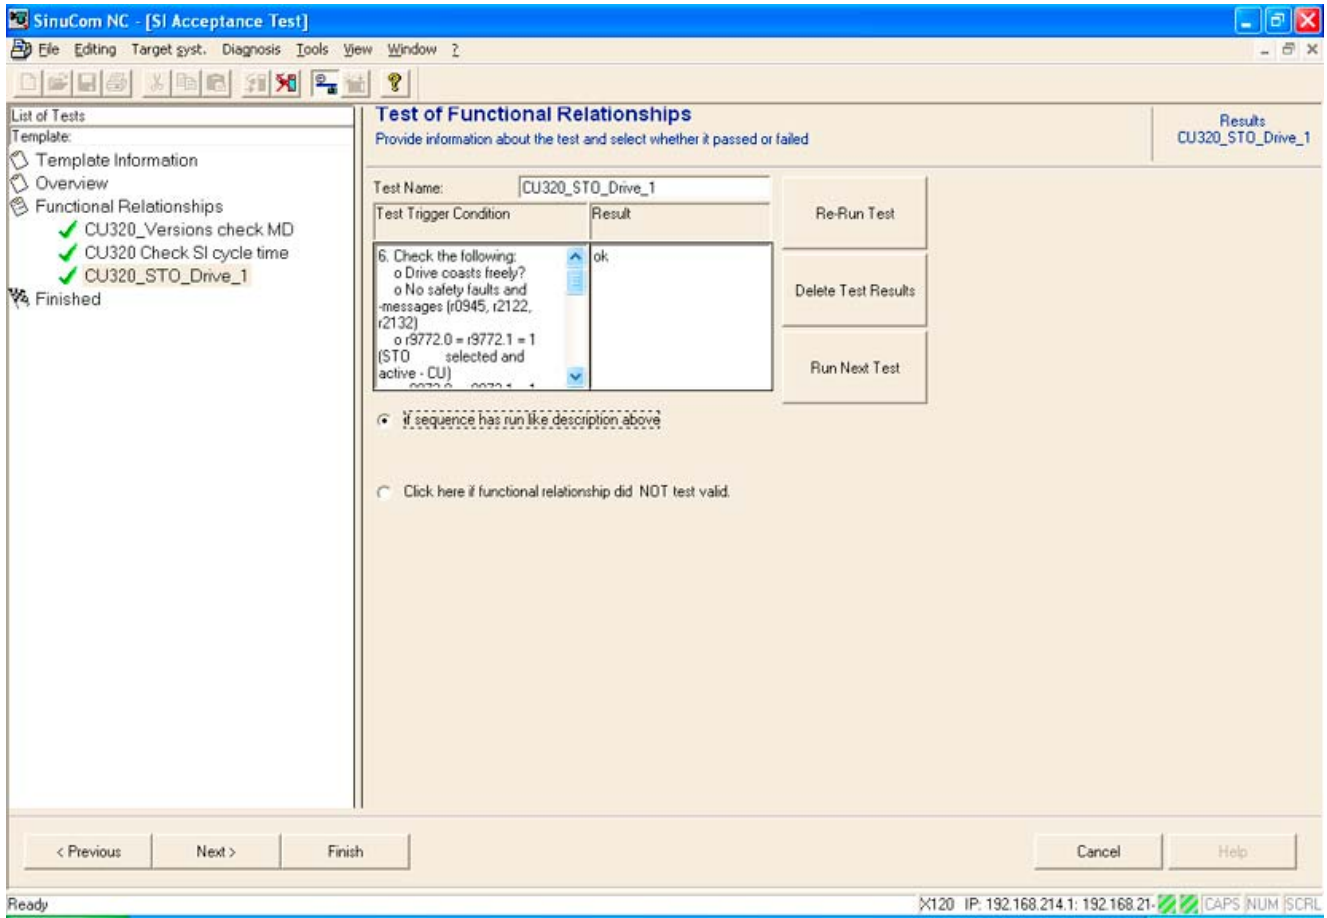 SinuCom NC - [SI Acceptance Test]
File Editing Target syst. Diagnosis Tools View Window ?
List of Tests
Template:
Template Information
Overview
Functional Relationships
CU320_Versions check MD
CU320 Check SI cycle time
CU320_STO_Drive_1
Finished
Test of Functional Relationships
Provide information about the test and select whether it passed or failed
Results
CU320_STO_Drive_1
Test Name: CU320_STO_Drive_1
Test Trigger Condition Result
6. Check the following:
o Drive coasts freely?
o No safety faults and
-messages (r0945, r2122,
r2132)
o r9772.0 = r9772.1 = 1
(STO selected and
active - CU)
ok
Re-Run Test
Delete Test Results
Run Next Test
if sequence has run like description above
Click here if functional relationship did NOT test valid.
< Previous Next > Finish Cancel Help
Ready X120 IP: 192.168.214.1: 192.168.21- CAPS NUM SCRL